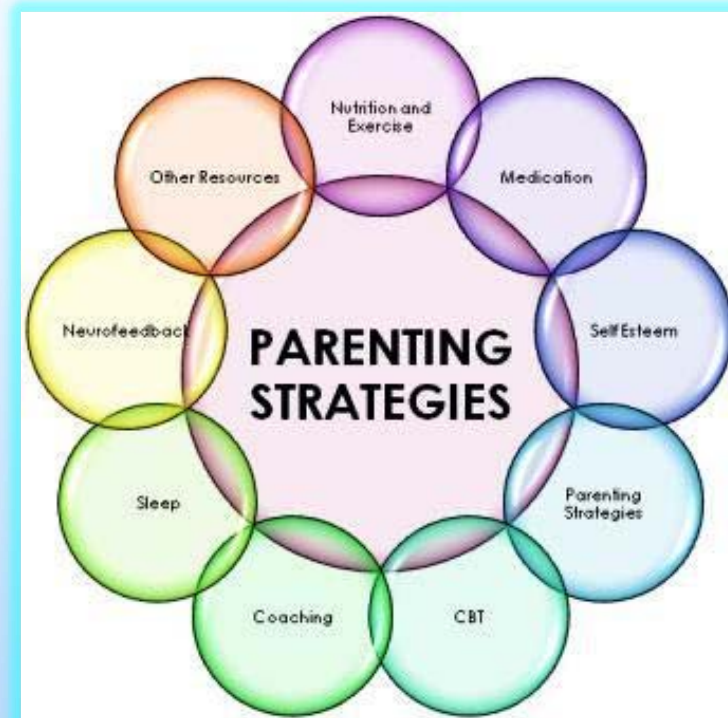 Nutrition and
Exercise
Medication
Self Esteem
Parenting
Strategies
CBT
Coaching
Sleep
Neurofeedback
Other Resources
PARENTING
STRATEGIES